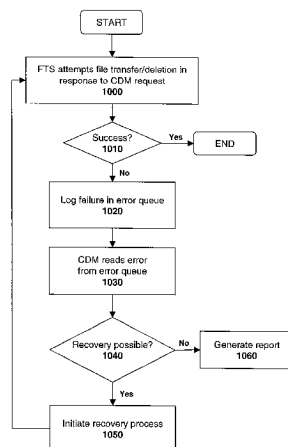 START
FTS attempts file transfer/deletion in
response to CDM request
1000
Success?
1010
Yes
END
No
Log failure in error queue
1020
CDM reads error
from error queue
1030
Recovery possible?
1040
No
Generate report
1060
Yes
Initiate recovery process
1050